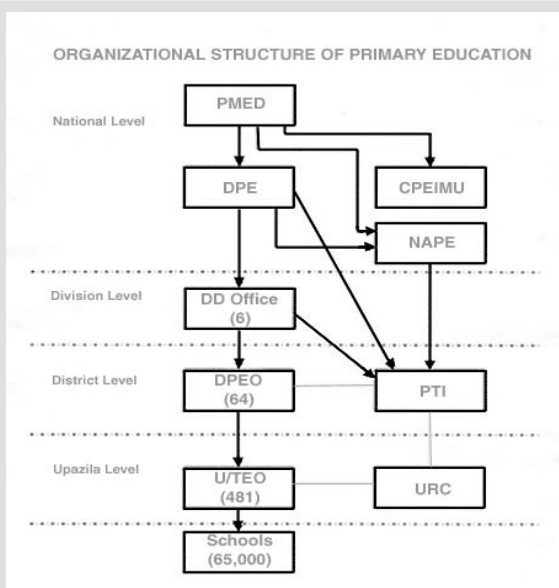 ORGANIZATIONAL STRUCTURE OF PRIMARY EDUCATION
PMED
National Level
DPE
CPEIMU
NAPE
Division Level
DD Office
(6)
District Level
DPEO
(64)
PTI
Upazila Level
U/TEO
(481)
URC
Schools
(65,000)